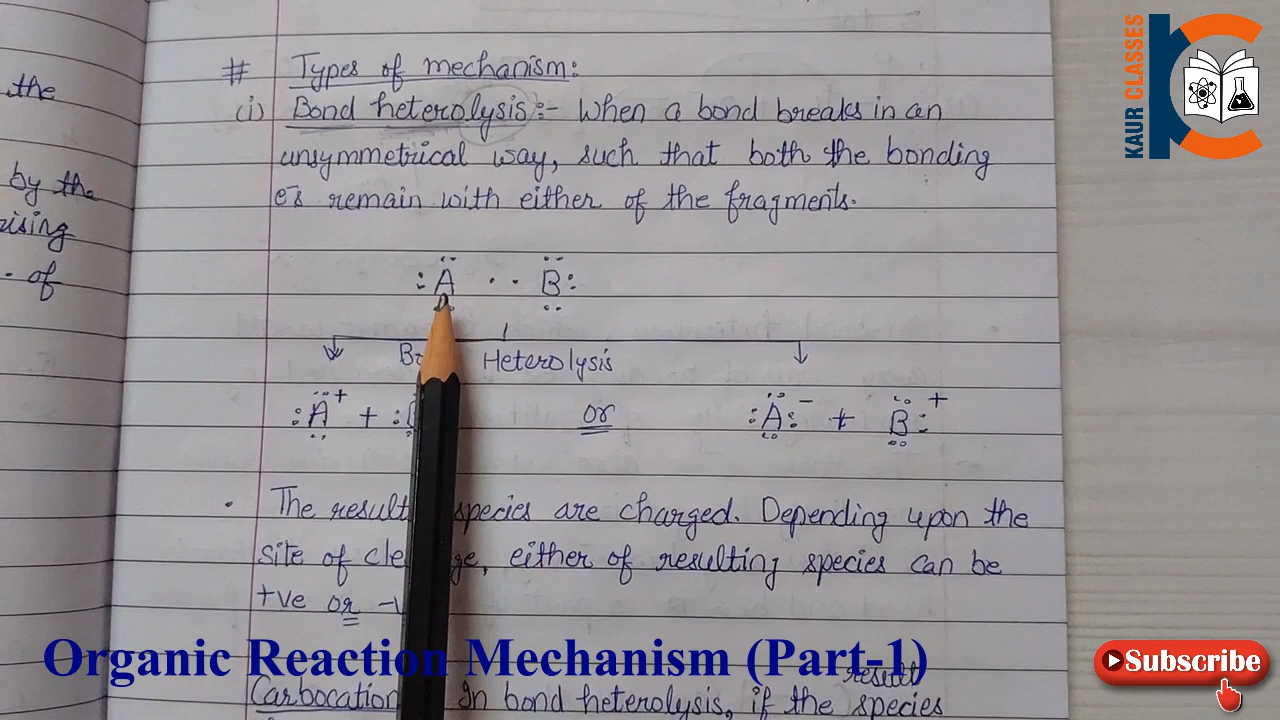 the
by the
rising
. of
# Types of mechanism:
(i) Bond heterolysis:- When a bond breaks in an
unsymmetrical way, such that both the bonding
e⁻s remain with either of the fragments.
:A . . B:
Heterolysis
:A⁺ + : or :A:⁻ + B:⁺
. The result species are charged. Depending upon the
site of cle ge, either of resulting species can be
+ve or -v
result
Carbocation In bond heterolysis, if the species
Organic Reaction Mechanism (Part-1)
KAUR CLASSES
Subscribe